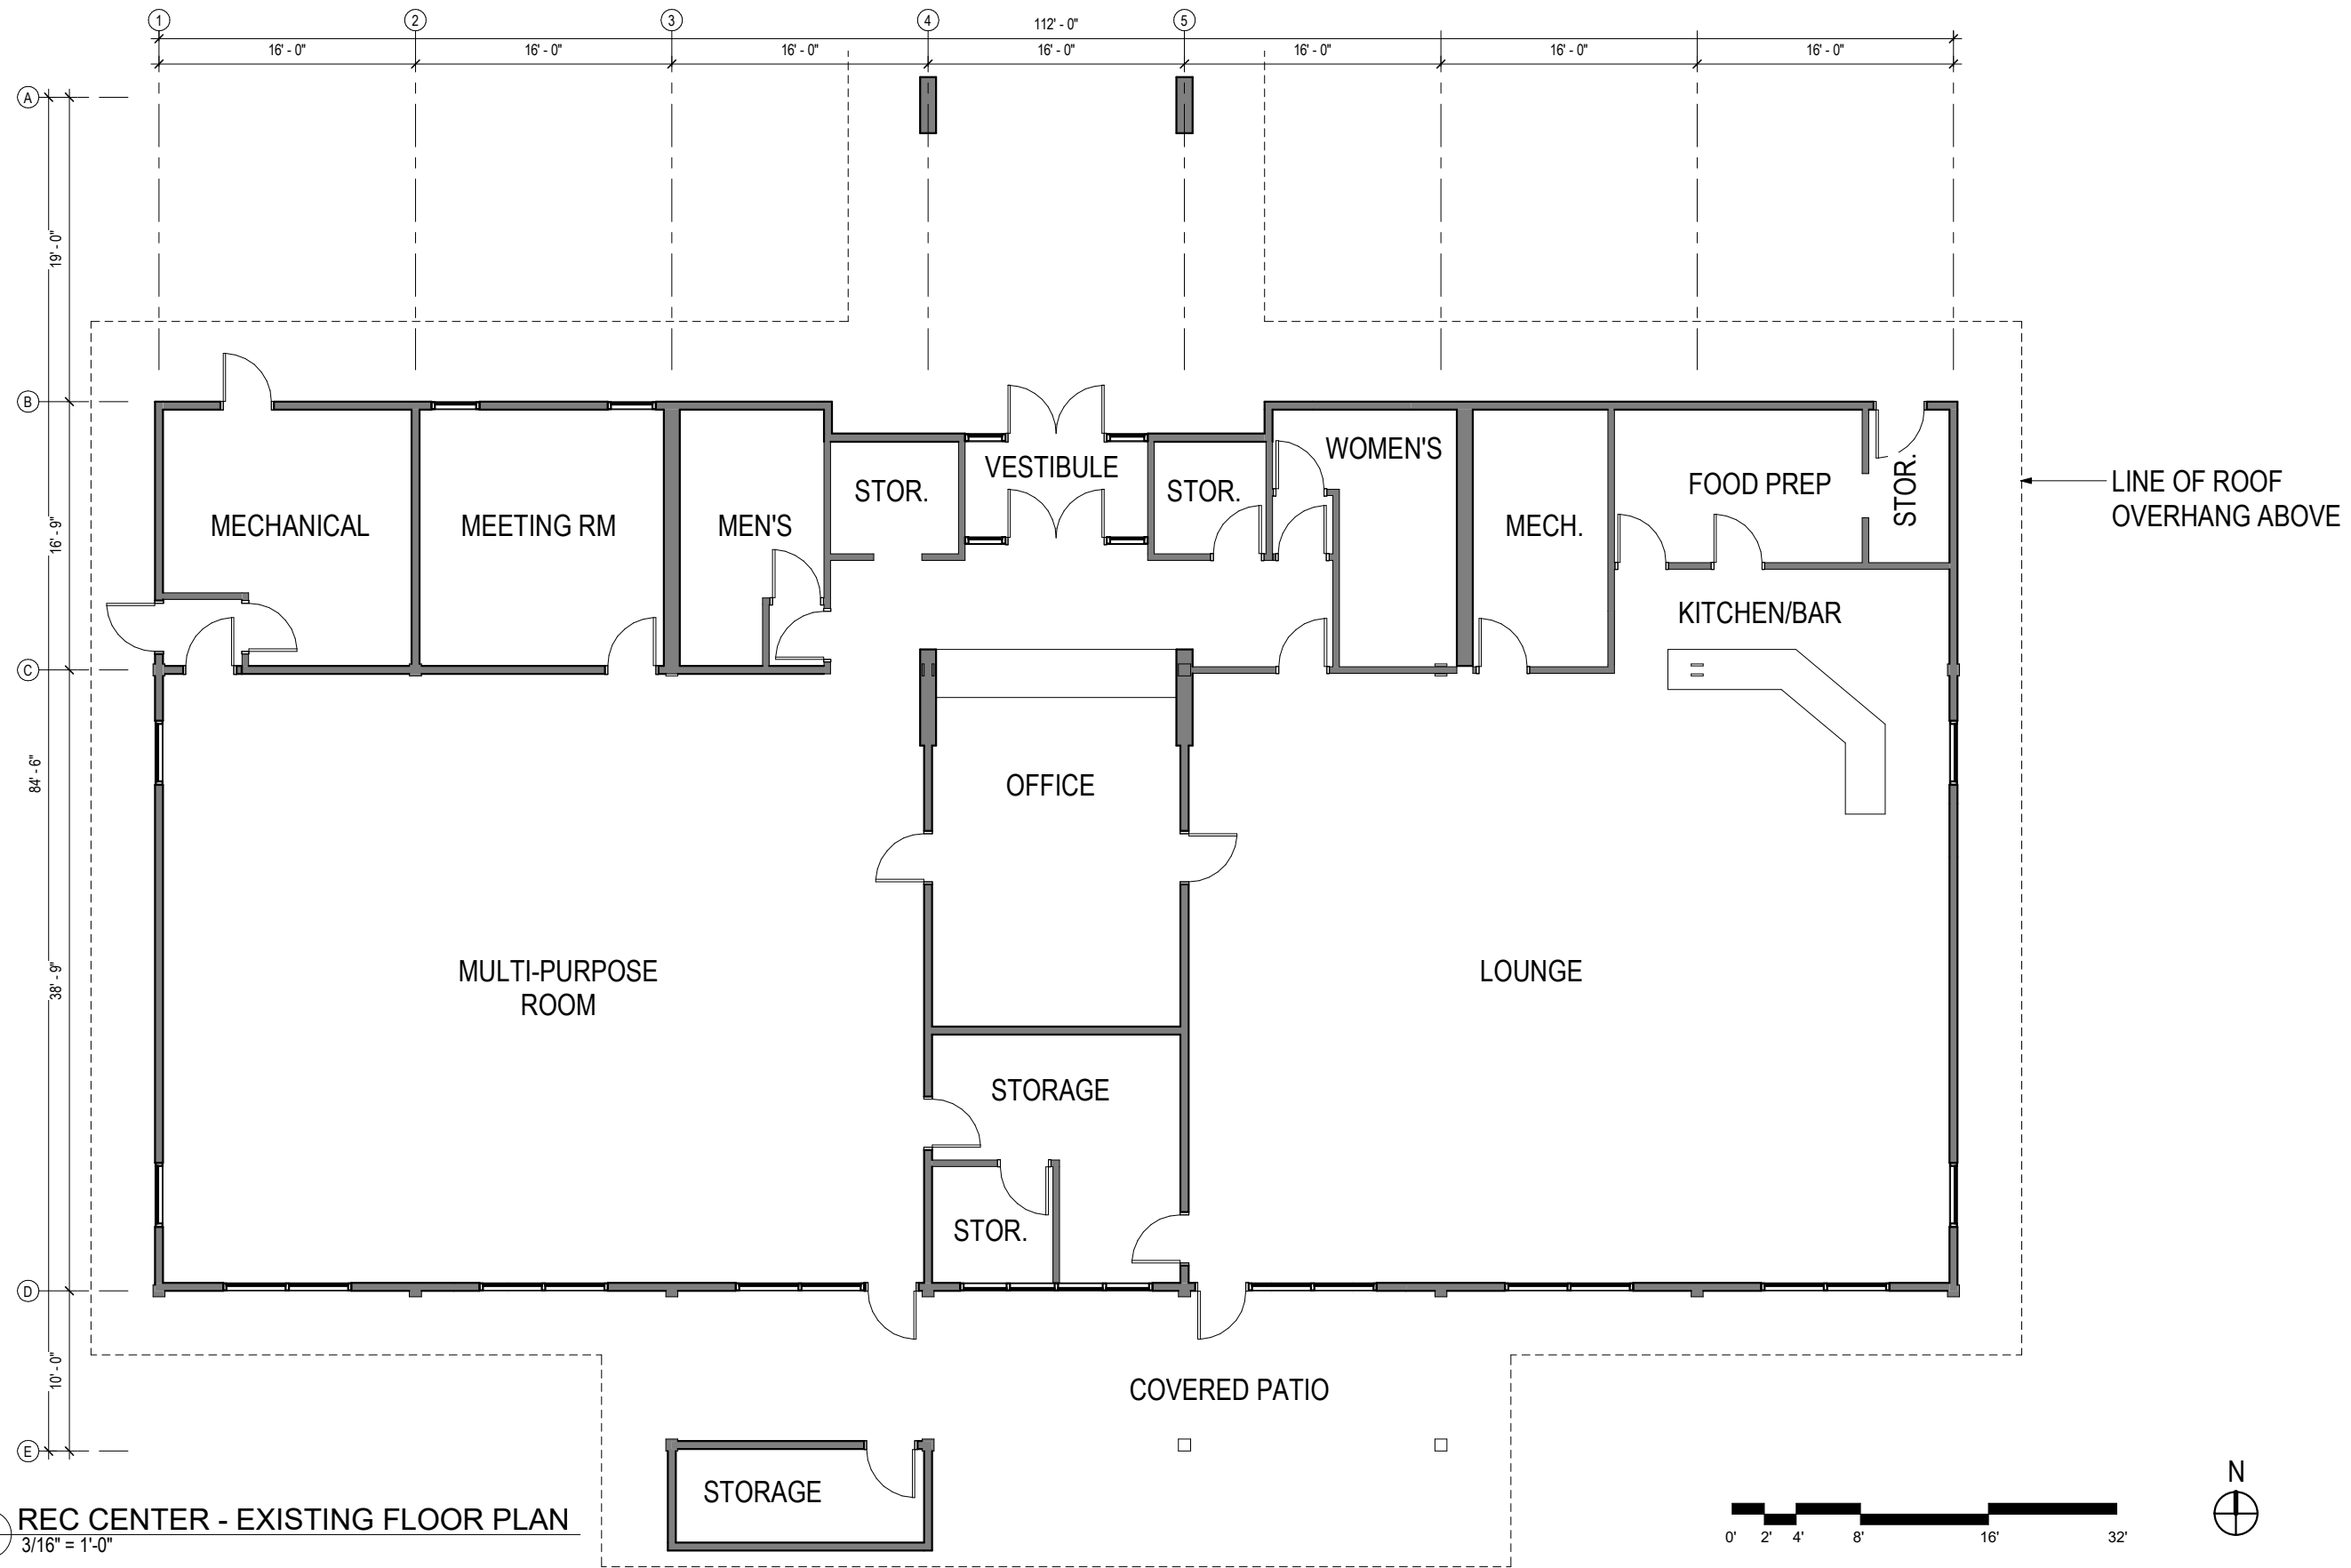 1 2 3 4 5
112' - 0"
16' - 0" 16' - 0" 16' - 0" 16' - 0" 16' - 0" 16' - 0" 16' - 0"
A
19' - 0"
B
WOMEN'S
VESTIBULE
STOR.
STOR.
FOOD PREP
STOR.
LINE OF ROOF
OVERHANG ABOVE
16' - 9"
MECHANICAL
MEETING RM
MEN'S
MECH.
KITCHEN/BAR
C
84' - 6"
OFFICE
38' - 9"
MULTI-PURPOSE
ROOM
LOUNGE
STORAGE
STOR.
D
10' - 0"
COVERED PATIO
E
STORAGE
N
REC CENTER - EXISTING FLOOR PLAN
3/16" = 1'-0"
0' 2' 4' 8' 16' 32'